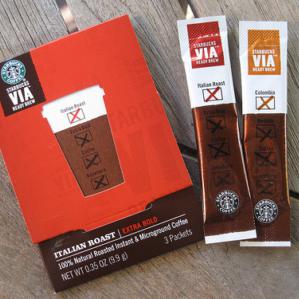 STARBUCKS
VIA
READY BREW
Italian Roast
ITALIAN ROAST | EXTRA BOLD
100% Natural Roasted Instant & Microground Coffee
NET WT 0.35 OZ (9.9 g)
3 Packets
STARBUCKS
VIA
READY BREW
Italian Roast
STARBUCKS
VIA
READY BREW
Colombia